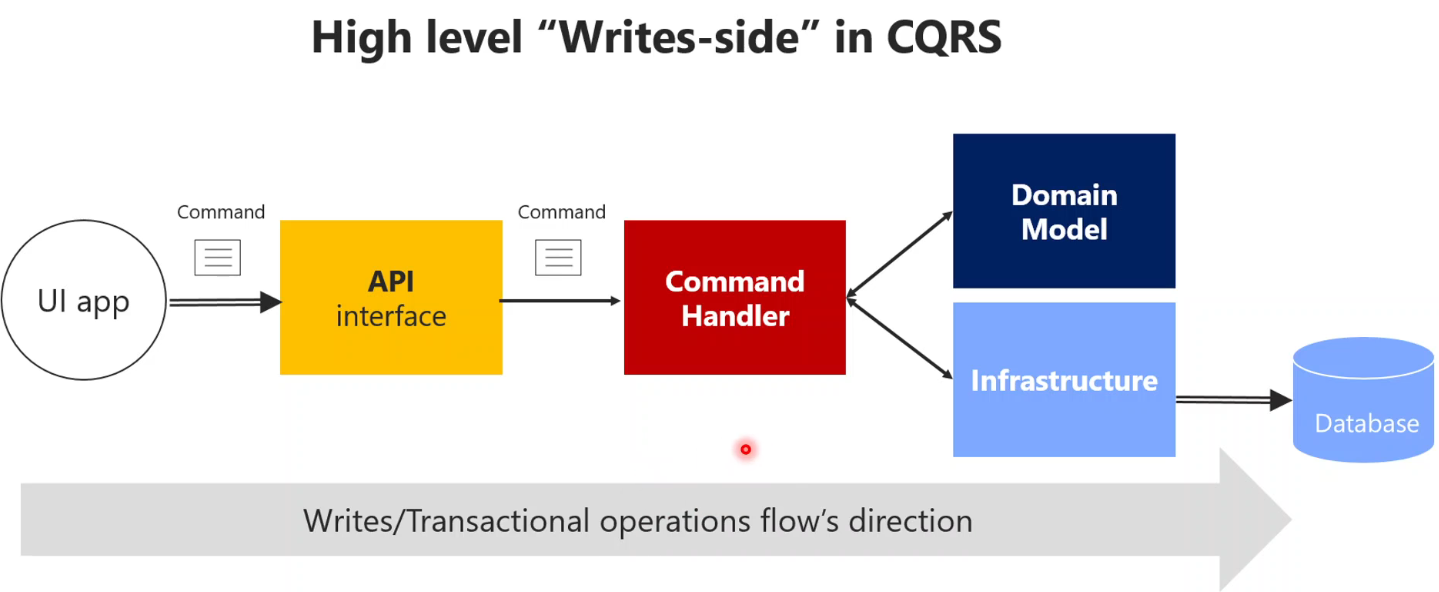 High level “Writes-side” in CQRS
Command
Command
UI app
API
interface
Command
Handler
Domain
Model
Infrastructure
Database
Writes/Transactional operations flow’s direction